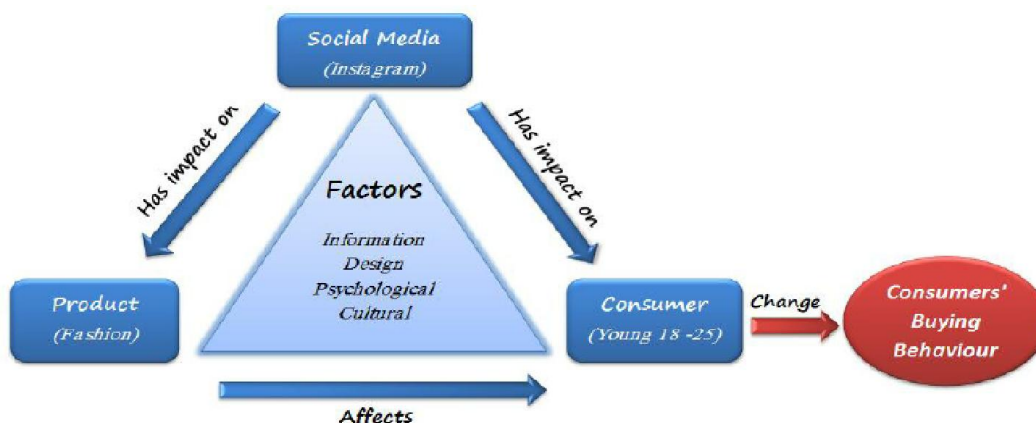 Social Media
(Instagram)
Has impact on
Has impact on
Factors
Information
Design
Psychological
Cultural
Product
(Fashion)
Consumer
(Young 18 -25)
Change
Consumers'
Buying
Behaviour
Affects